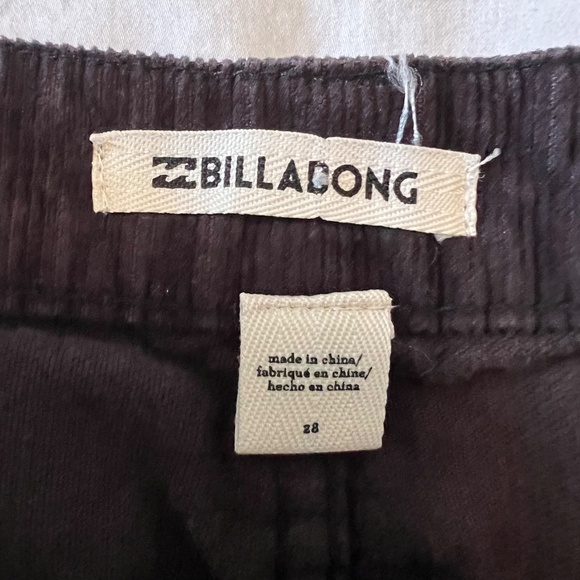 BILLABONG
made in china/
fabriqué en chine/
hecho en china
28